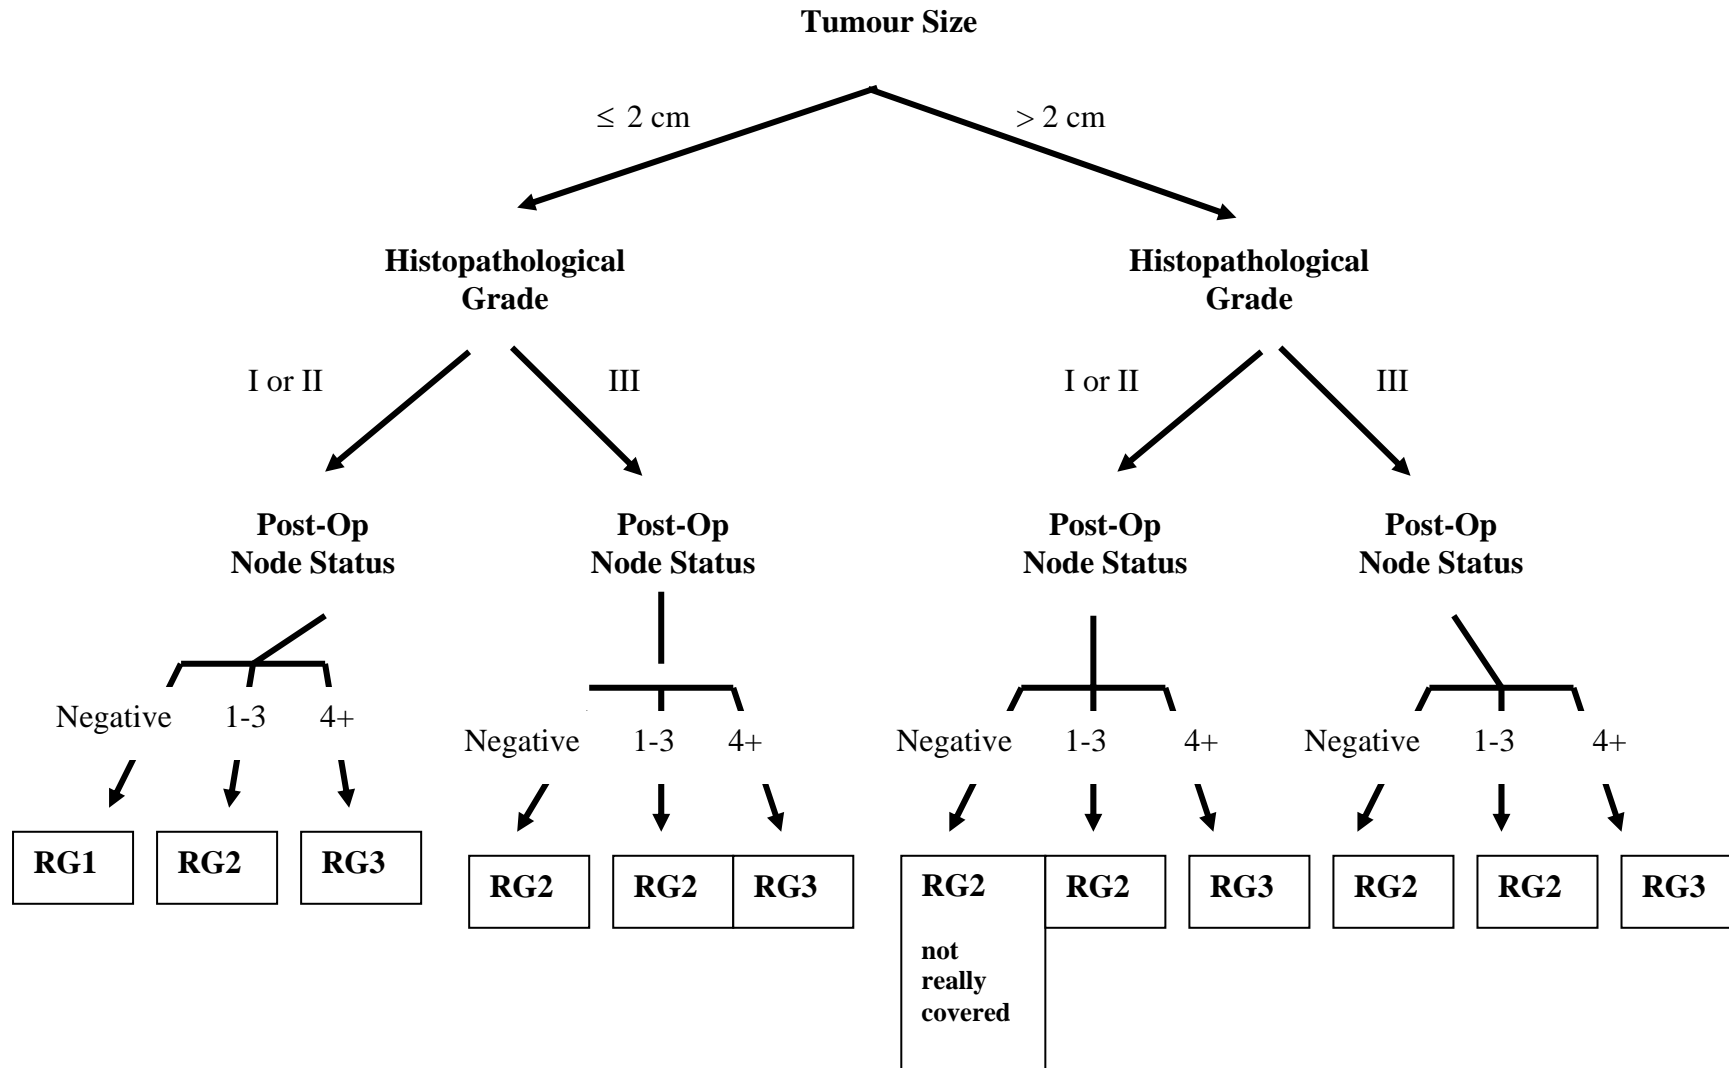 Tumour Size
≤ 2 cm
> 2 cm
Histopathological
Grade
Histopathological
Grade
I or II
III
I or II
III
Post-Op
Node Status
Post-Op
Node Status
Post-Op
Node Status
Post-Op
Node Status
Negative 1-3 4+
Negative 1-3 4+
Negative 1-3 4+
Negative 1-3 4+
RG1
RG2
RG3
RG2
RG2
RG3
RG2
not
really
covered
RG2
RG3
RG2
RG2
RG3